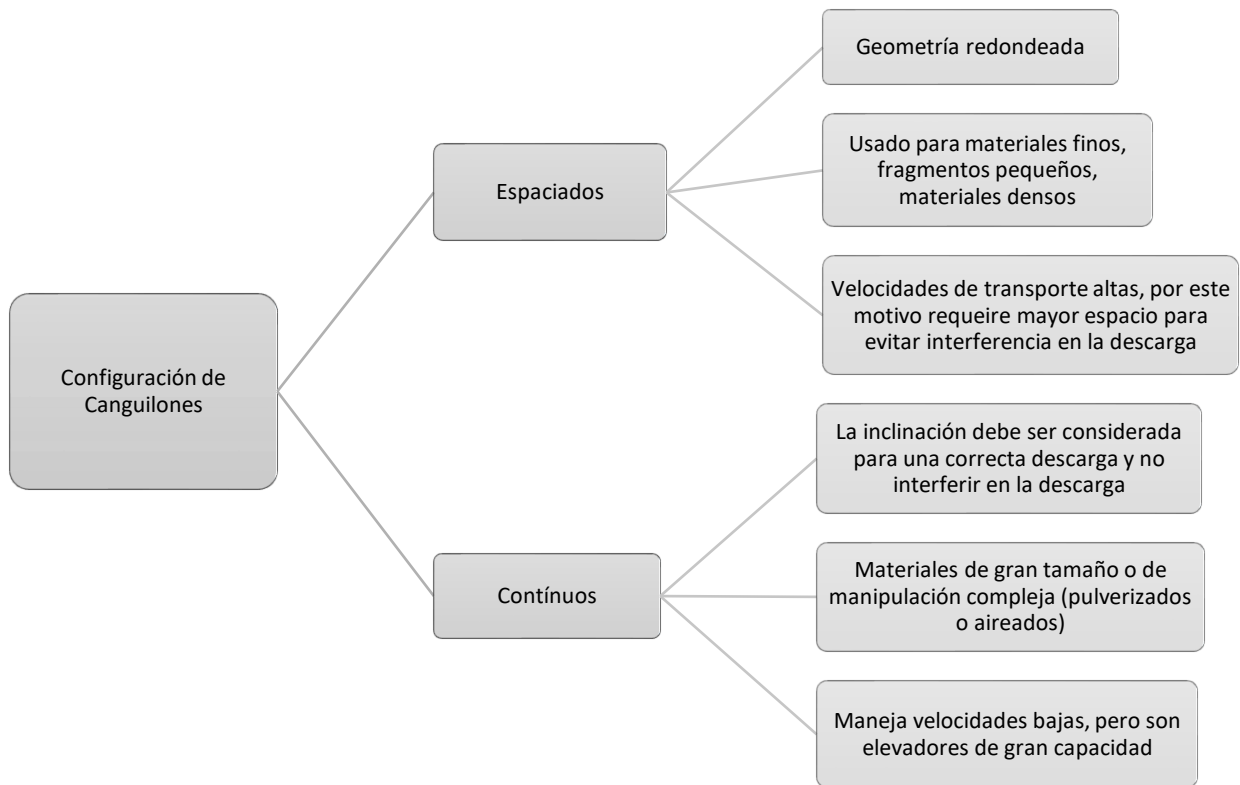 Configuración de
Canguilones
Espaciados
Geometría redondeada
Usado para materiales finos,
fragmentos pequeños,
materiales densos
Velocidades de transporte altas, por este
motivo requeire mayor espacio para
evitar interferencia en la descarga
Contínuos
La inclinación debe ser considerada
para una correcta descarga y no
interferir en la descarga
Materiales de gran tamaño o de
manipulación compleja (pulverizados
o aireados)
Maneja velocidades bajas, pero son
elevadores de gran capacidad